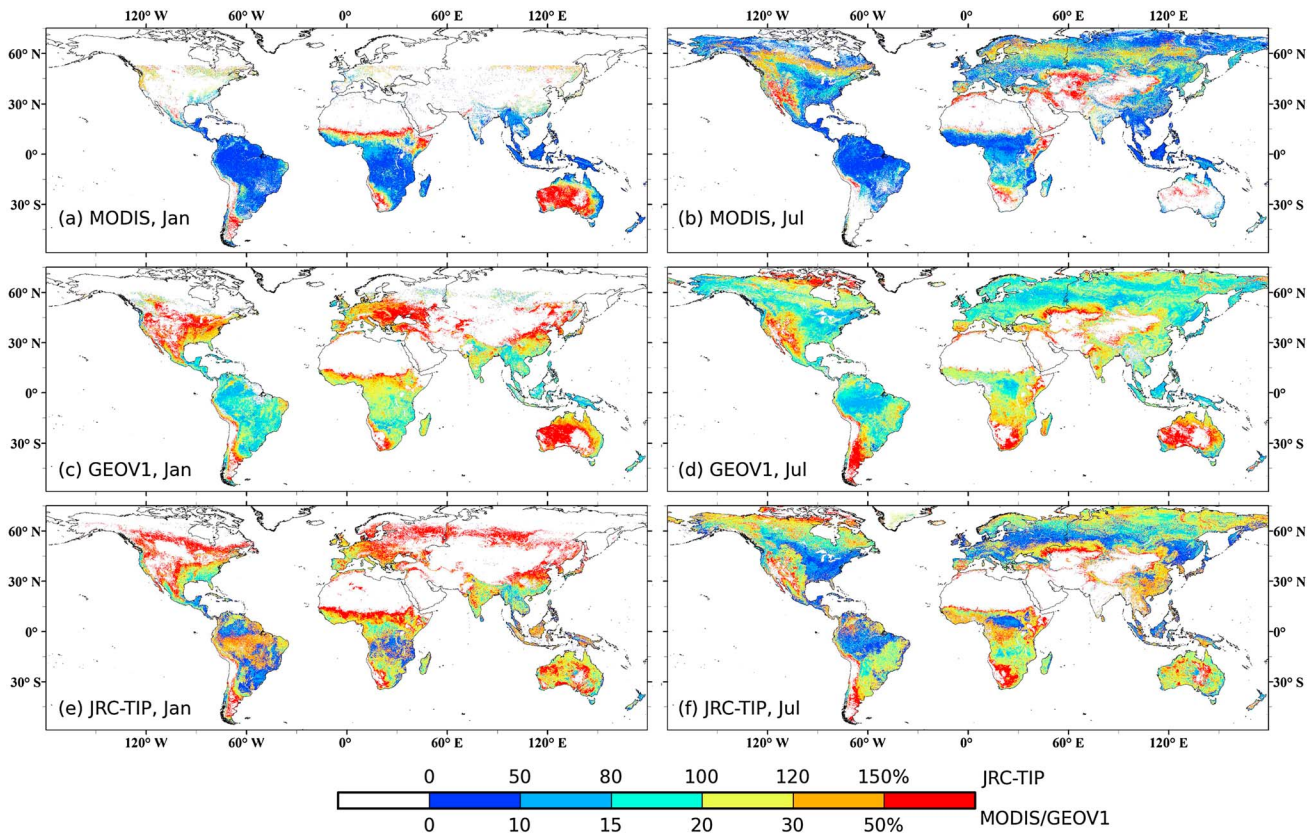 120° W 60° W 0° 60° E 120° E 120° W 60° W 0° 60° E 120° E
60° N 60° N
30° N 30° N
0° 0°
30° S 30° S
(a) MODIS, Jan (b) MODIS, Jul
60° N 60° N
30° N 30° N
0° 0°
30° S 30° S
(c) GEOV1, Jan (d) GEOV1, Jul
60° N 60° N
30° N 30° N
0° 0°
30° S 30° S
(e) JRC-TIP, Jan (f) JRC-TIP, Jul
120° W 60° W 0° 60° E 120° E 120° W 60° W 0° 60° E 120° E
0 50 80 100 120 150% JRC-TIP
0 10 15 20 30 50% MODIS/GEOV1